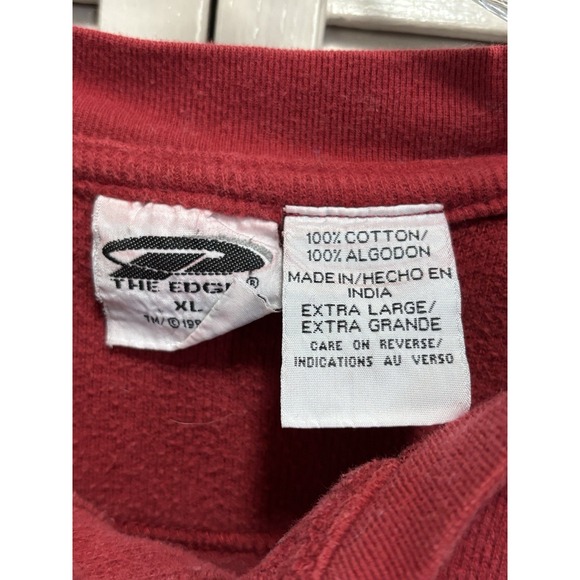 THE
®
XL
TM/©
100% COTTON/
100% ALGODON
MADE IN/HECHO EN
INDIA
EXTRA LARGE/
EXTRA GRANDE
CARE ON REVERSE/
INDICATIONS AU VERSO